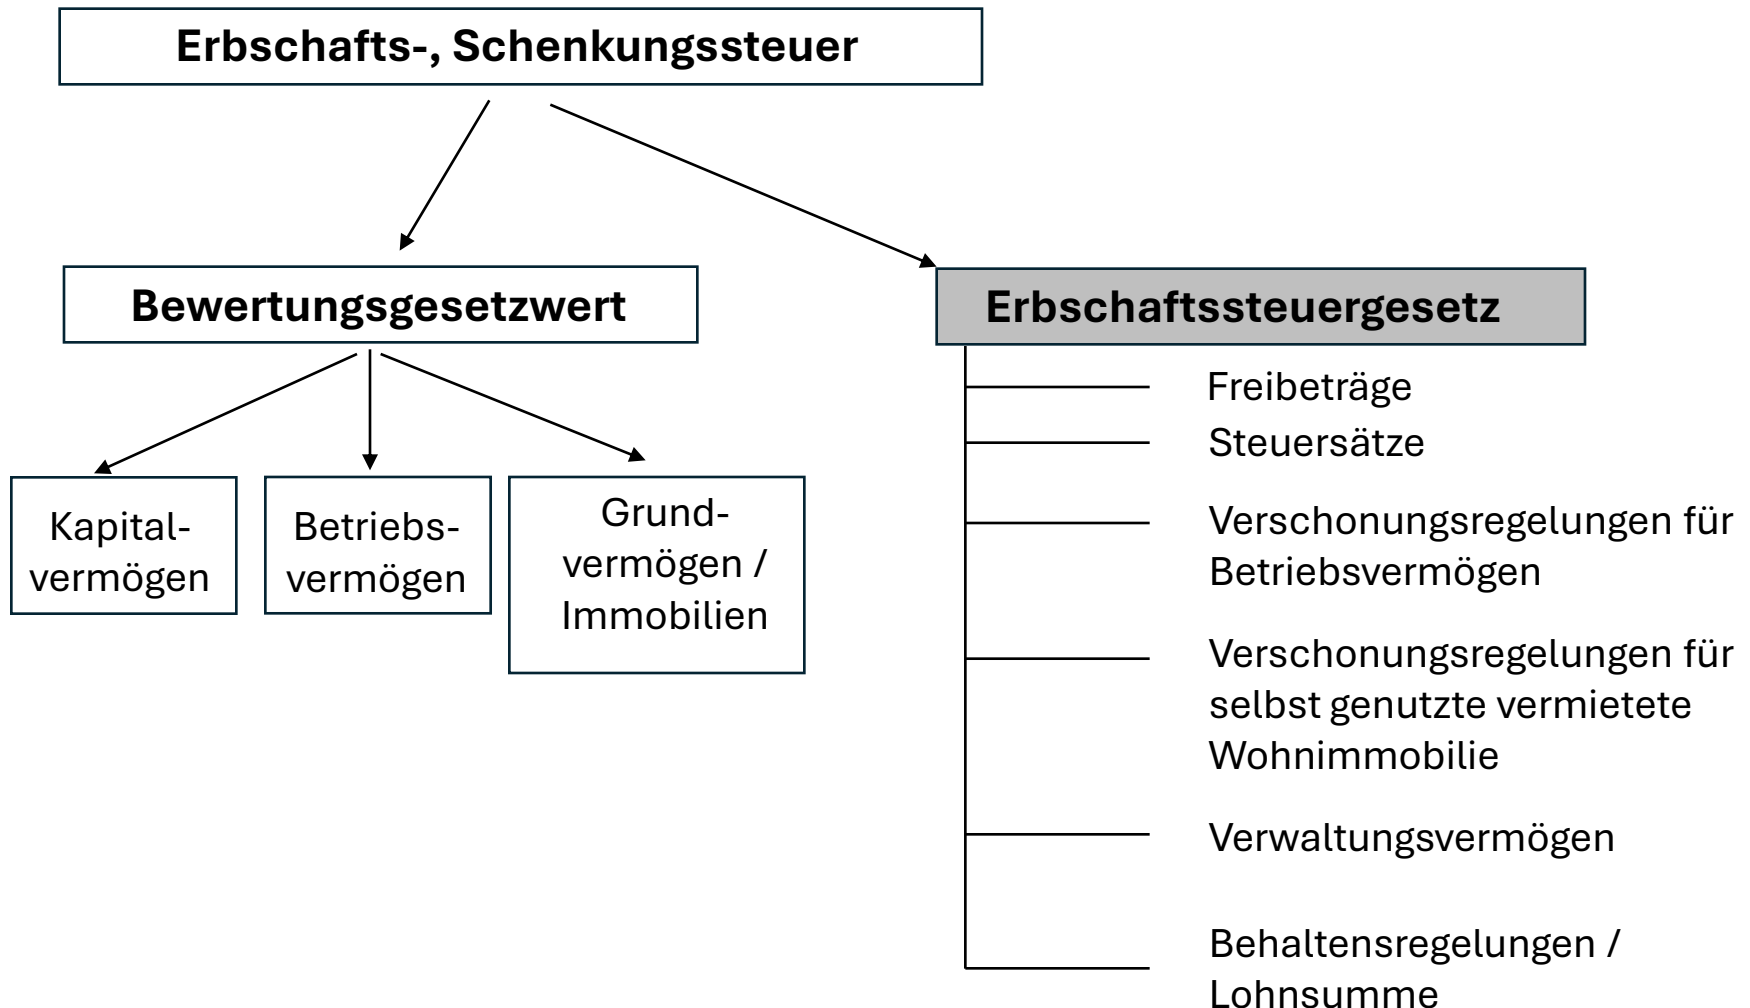 Erbschafts-, Schenkungssteuer
Bewertungsgesetzwert
Kapital-
vermögen
Betriebs-
vermögen
Grund-
vermögen /
Immobilien
Erbschaftssteuergesetz
Freibeträge
Steuersätze
Verschonungsregelungen für
Betriebsvermögen
Verschonungsregelungen für
selbst genutzte vermietete
Wohnimmobilie
Verwaltungsvermögen
Behaltensregelungen /
Lohnsumme